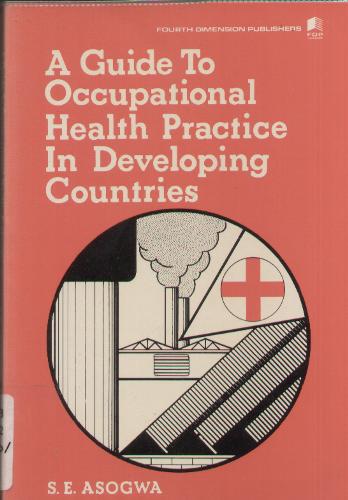 FOURTH DIMENSION PUBLISHERS
FDP
A Guide To
Occupational
Health Practice
In Developing
Countries
S. E. ASOGWA